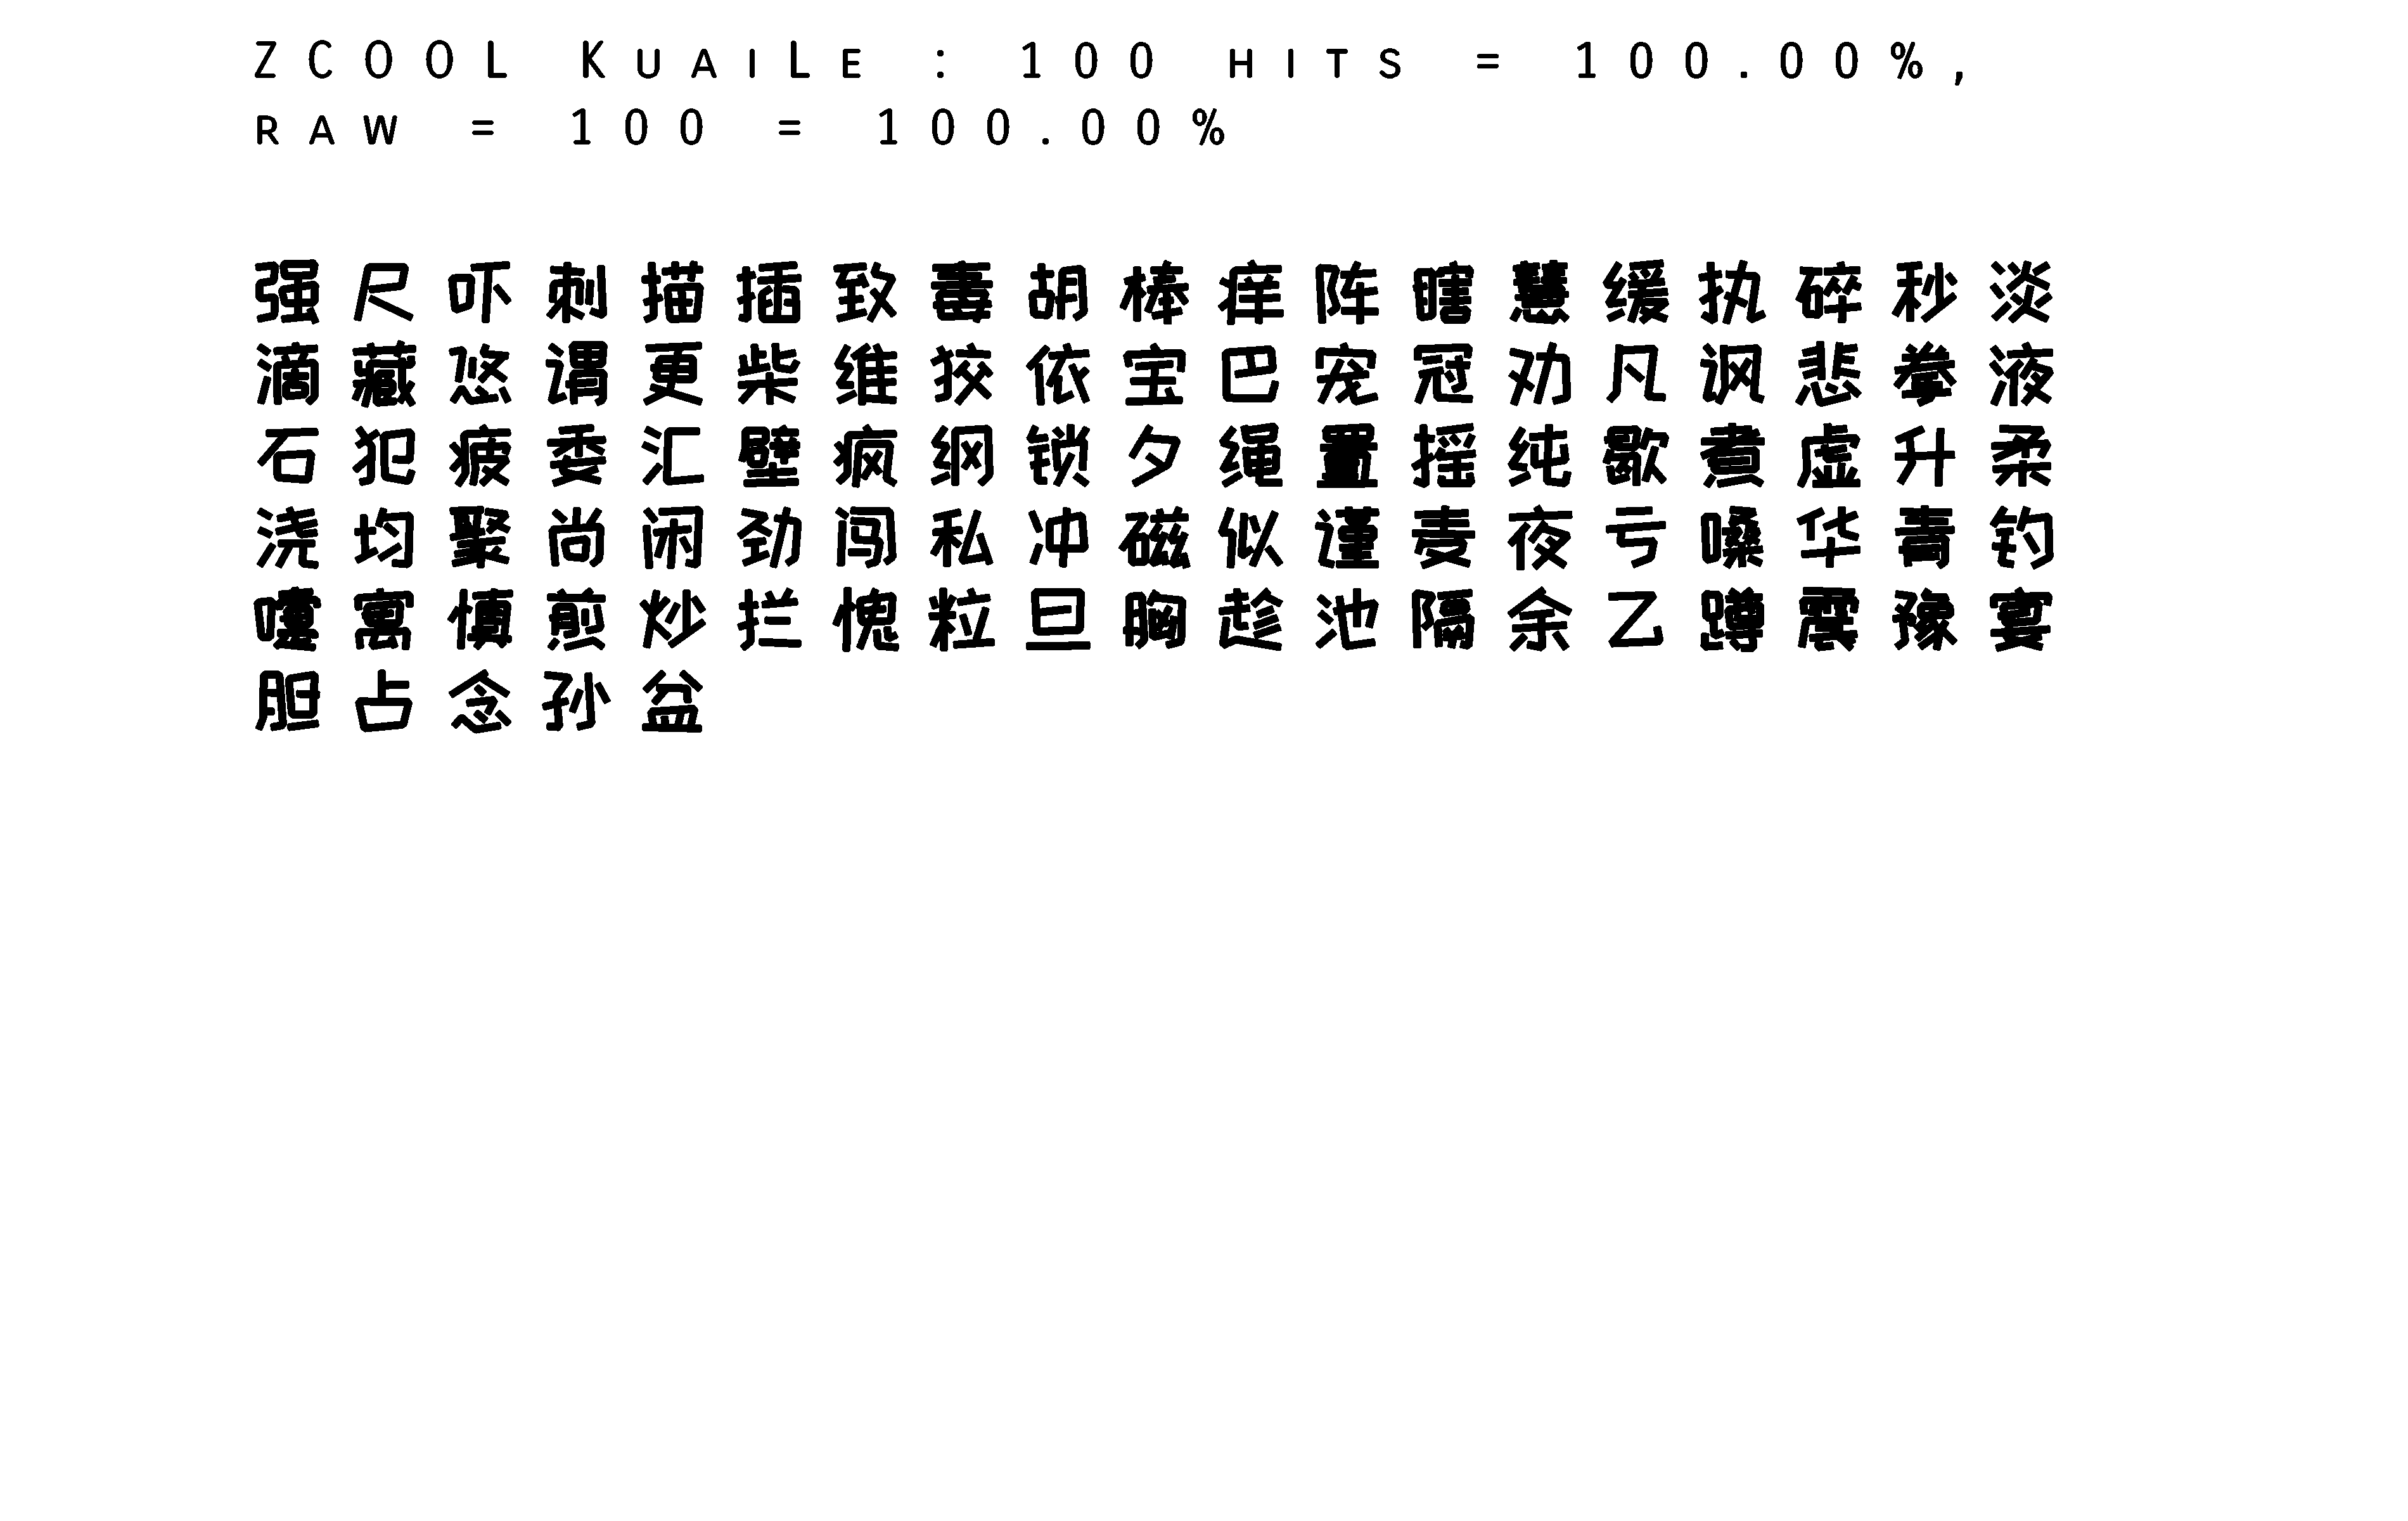 ZCOOL KuaiLe : 100 hits = 100.00%,
raw = 100 = 100.00%
强尺吓刺描插致毒胡棒痒阵瞎慧缓执碎秒淡
滴藏悠谓更柴维狡依宝巴宠冠劝凡讽悲拳液
石犯疲委汇壁疯纲锁夕绳置摇纯歇煮虚升柔
浇均聚尚闲劲闯私冲磁似谨麦夜亏嗓华青钓
嚏寓慎煎炒拦愧粒旦胸趁池隔余乙蹲震豫宴
胆占念孙盆